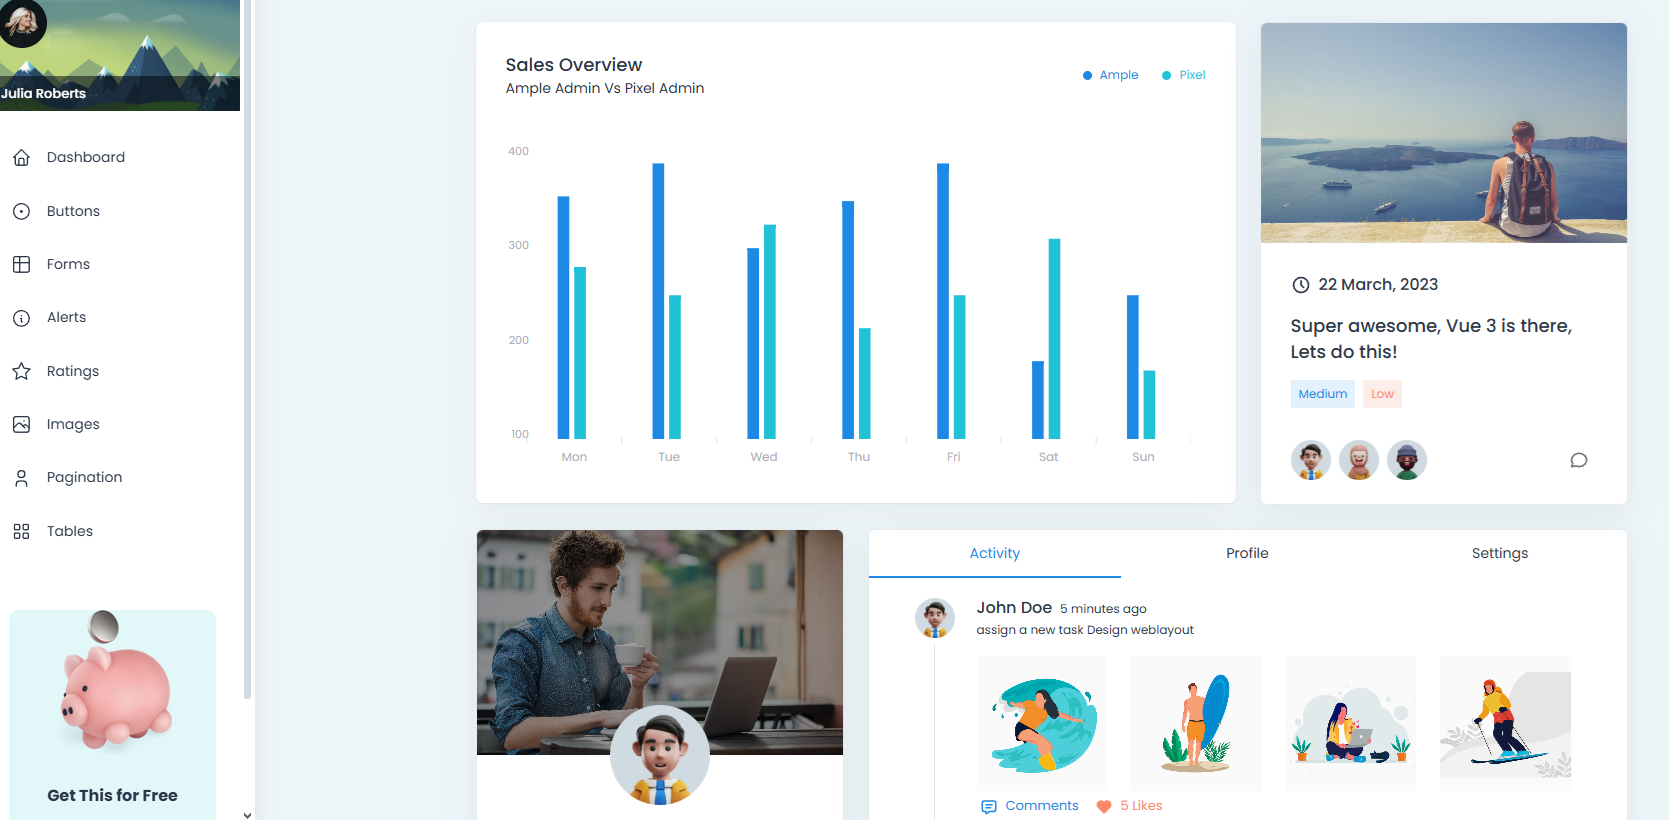 Julia Roberts
Dashboard
Buttons
Forms
Alerts
Ratings
Images
Pagination
Tables
Get This for Free
Sales Overview
Ample Admin Vs Pixel Admin
Ample
Pixel
400
300
200
100
Mon
Tue
Wed
Thu
Fri
Sat
Sun
22 March, 2023
Super awesome, Vue 3 is there,
Lets do this!
Medium
Low
Activity
Profile
Settings
John Doe 5 minutes ago
assign a new task Design weblayout
Comments
5 Likes